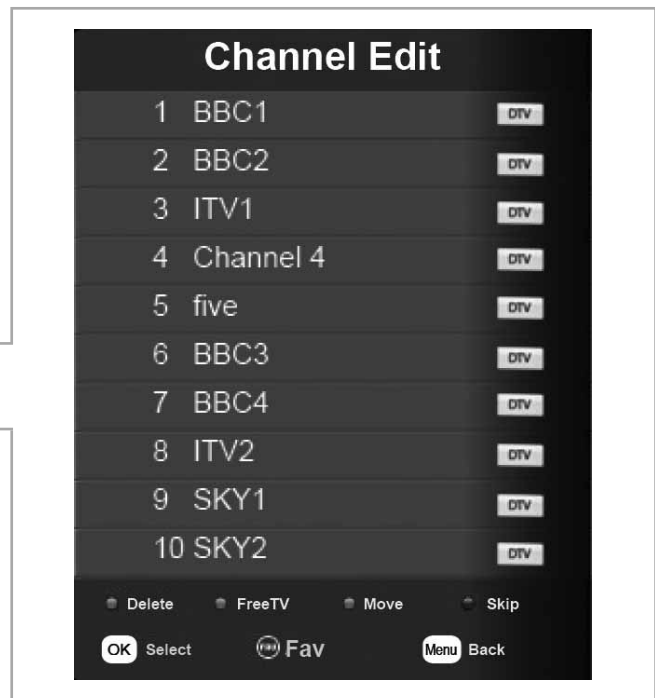 Channel Edit
1 BBC1 DTV
2 BBC2 DTV
3 ITV1 DTV
4 Channel 4 DTV
5 five DTV
6 BBC3 DTV
7 BBC4 DTV
8 ITV2 DTV
9 SKY1 DTV
10 SKY2 DTV
Delete FreeTV Move Skip
OK Select Fav Menu Back